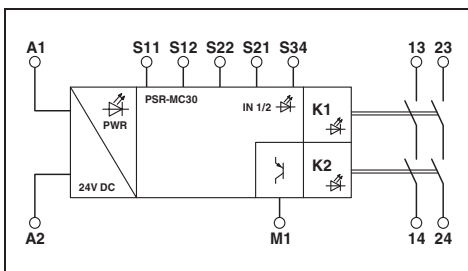 A1 S11 S12 S22 S21 S34 13 23
PSR-MC30 IN 1/2 K1
PWR
K2
24V DC
A2 M1 14 24